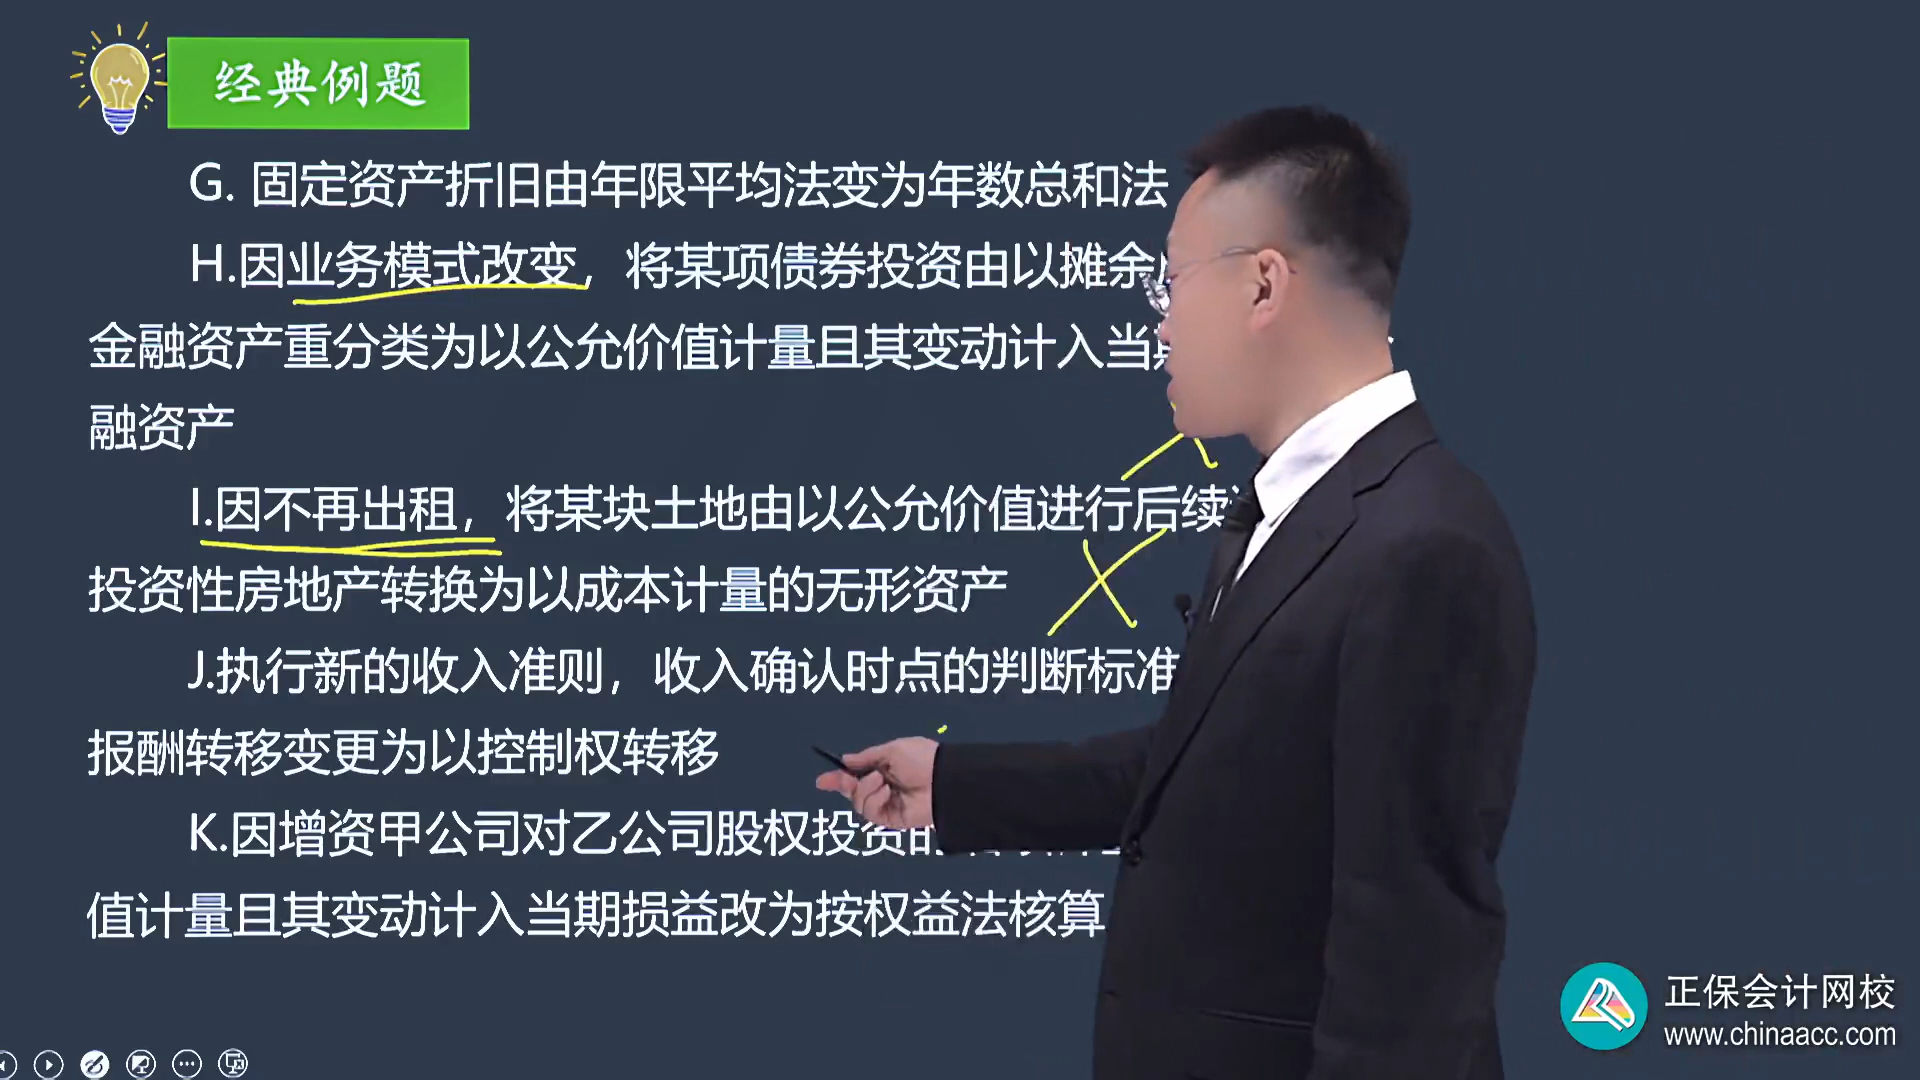 经典例题
G. 固定资产折旧由年限平均法变为年数总和法
H.因业务模式改变，将某项债券投资由以摊余
金融资产重分类为以公允价值计量且其变动计入当
融资产
I.因不再出租，将某块土地由以公允价值进行后续
投资性房地产转换为以成本计量的无形资产
J.执行新的收入准则，收入确认时点的判断标准
报酬转移变更为以控制权转移
K.因增资甲公司对乙公司股权投资的
值计量且其变动计入当期损益改为按权益法核算
正保会计网校
www.chinaacc.com